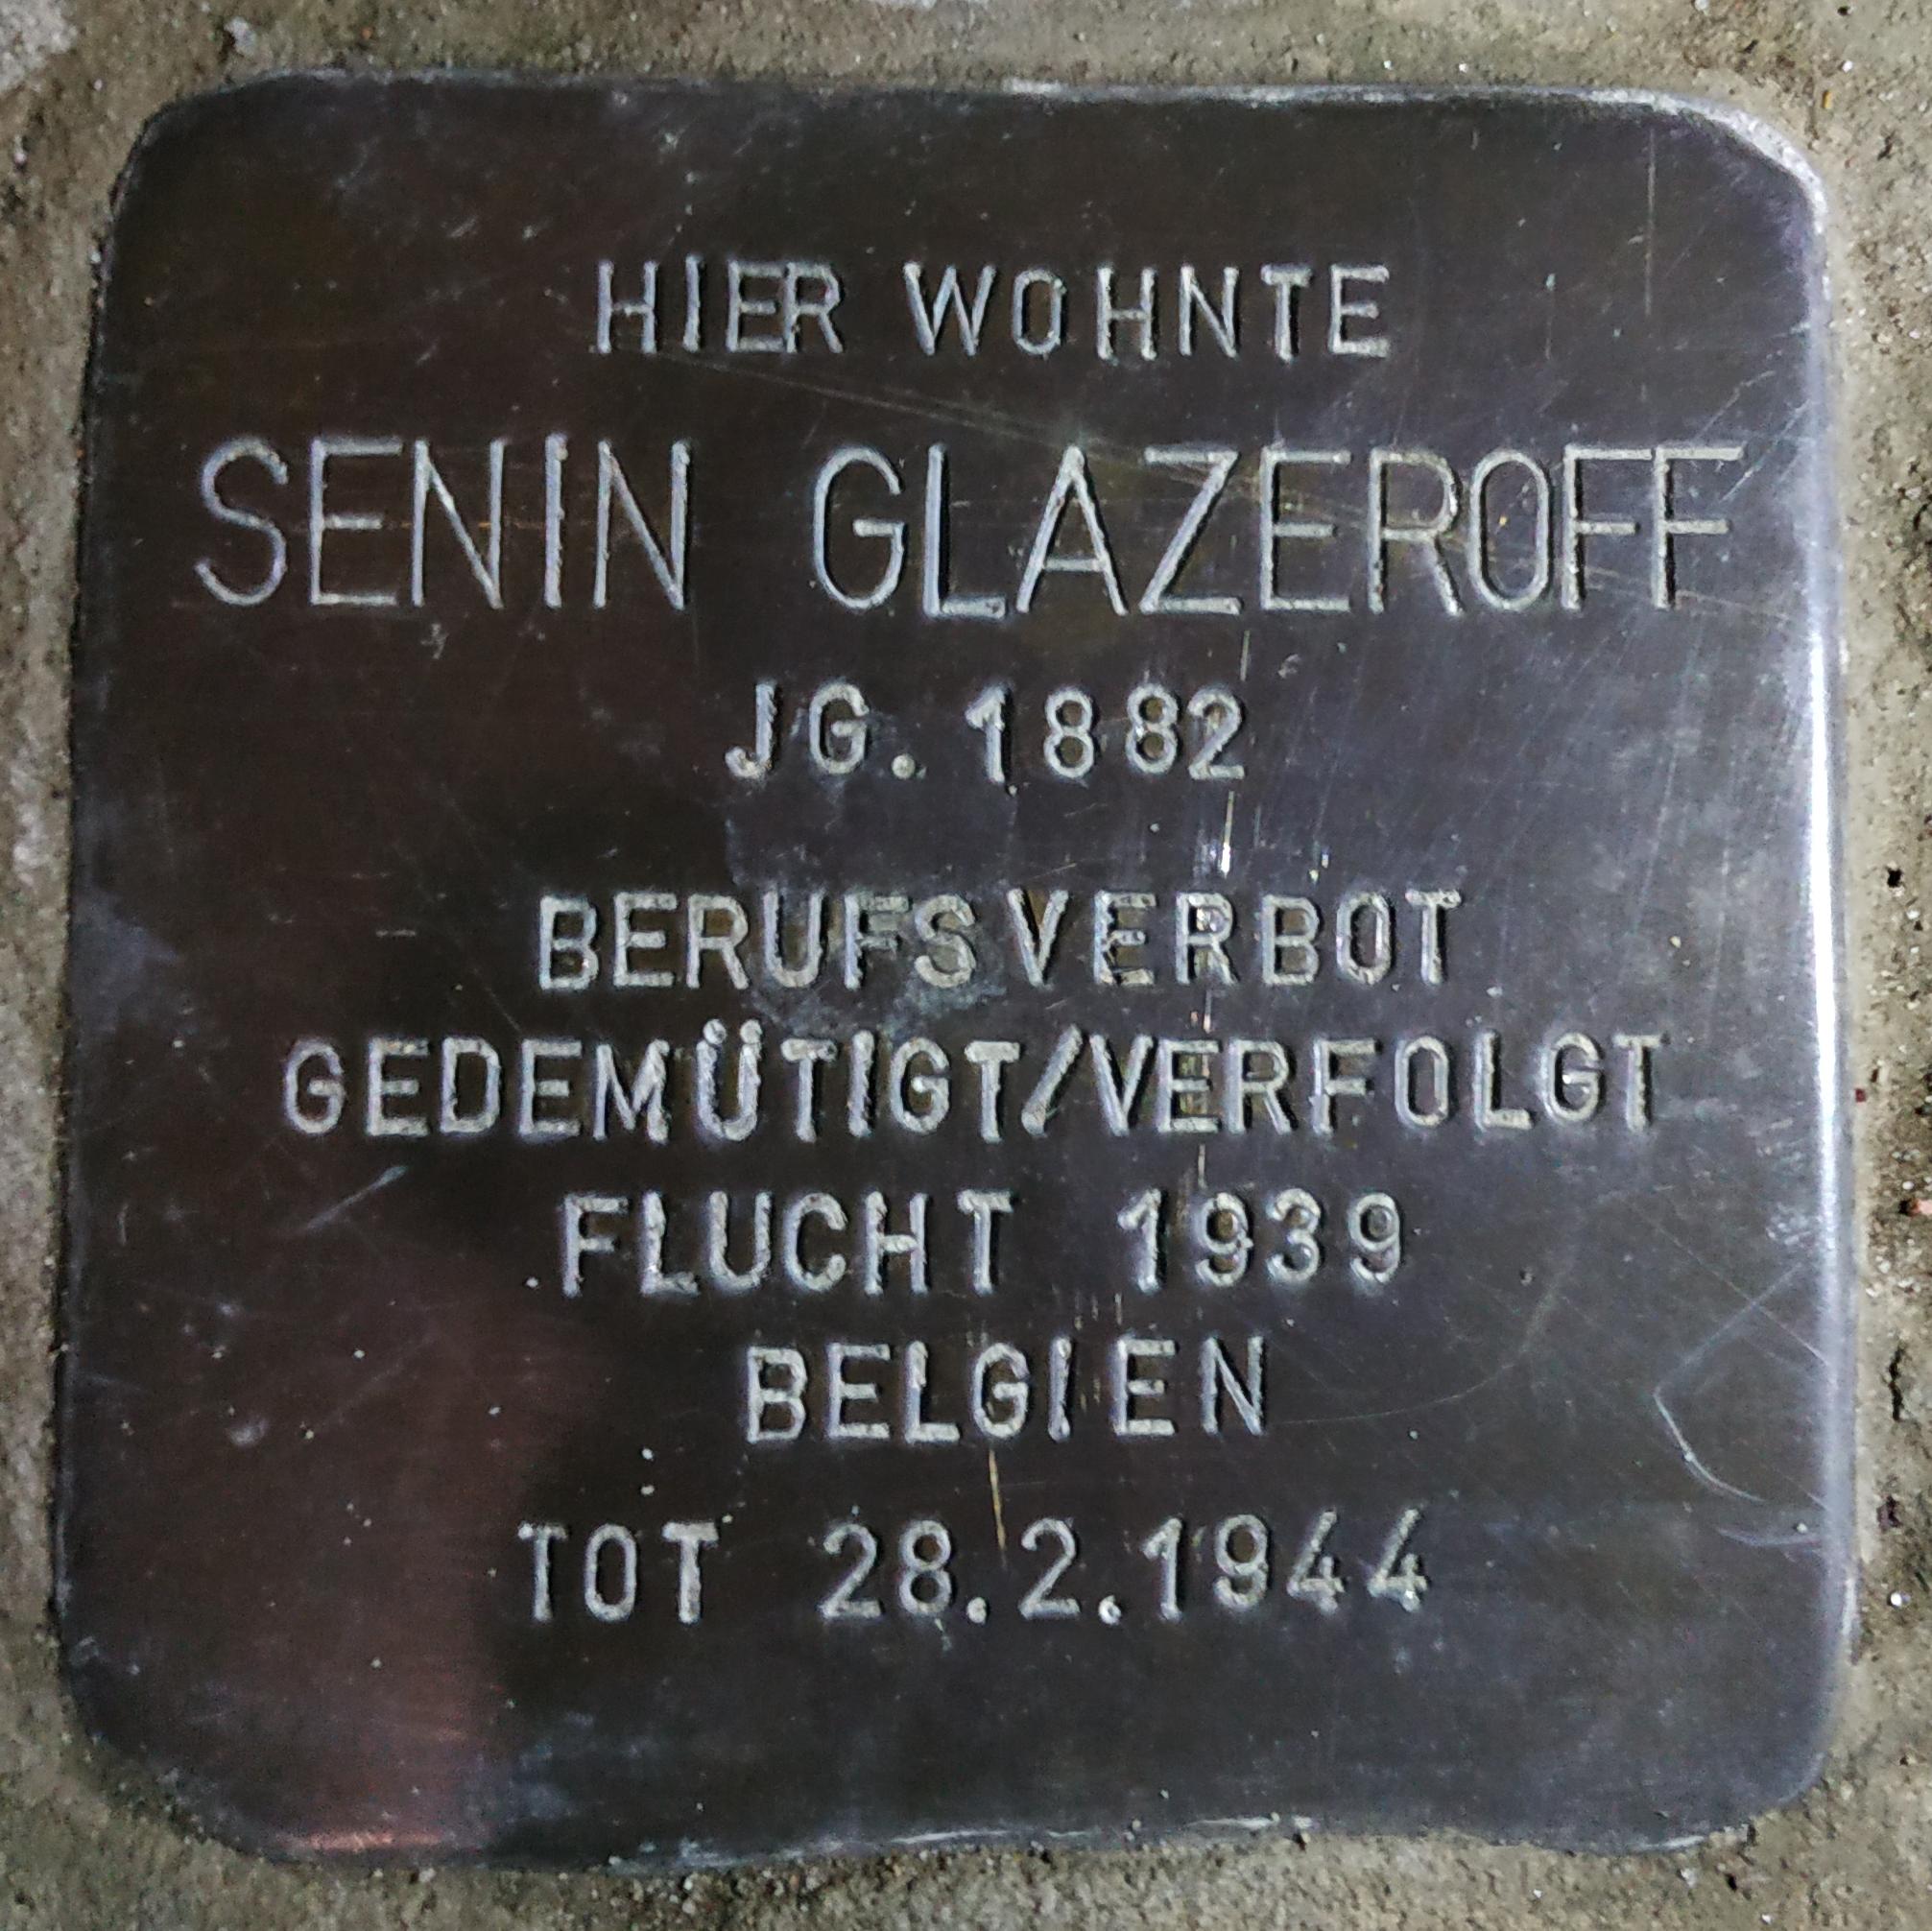 HIER WOHNTE
SENIN GLAZEROFF
JG. 1882
BERUFSVERBOT
GEDEMÜTIGT/VERFOLGT
FLUCHT 1939
BELGIEN
TOT 28.2.1944